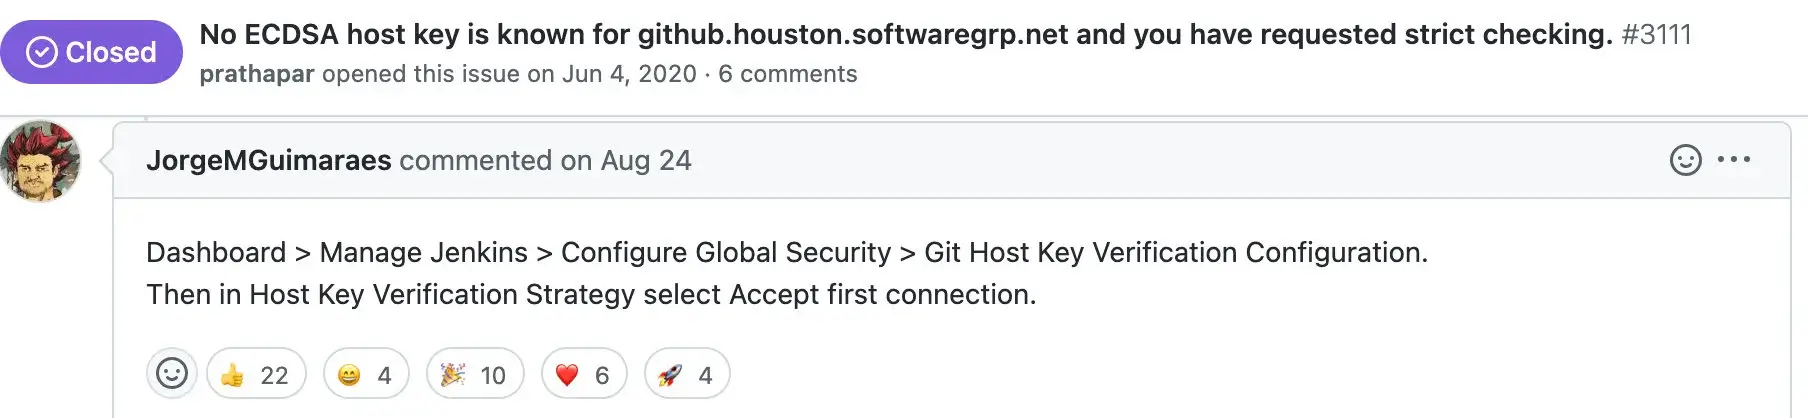 Closed
No ECDSA host key is known for github.houston.softwaregrp.net and you have requested strict checking. #3111
prathapar opened this issue on Jun 4, 2020 · 6 comments
JorgeMGuimaraes commented on Aug 24
Dashboard > Manage Jenkins > Configure Global Security > Git Host Key Verification Configuration.
Then in Host Key Verification Strategy select Accept first connection.
👍 22 😄 4 🎉 10 ❤️ 6 🚀 4